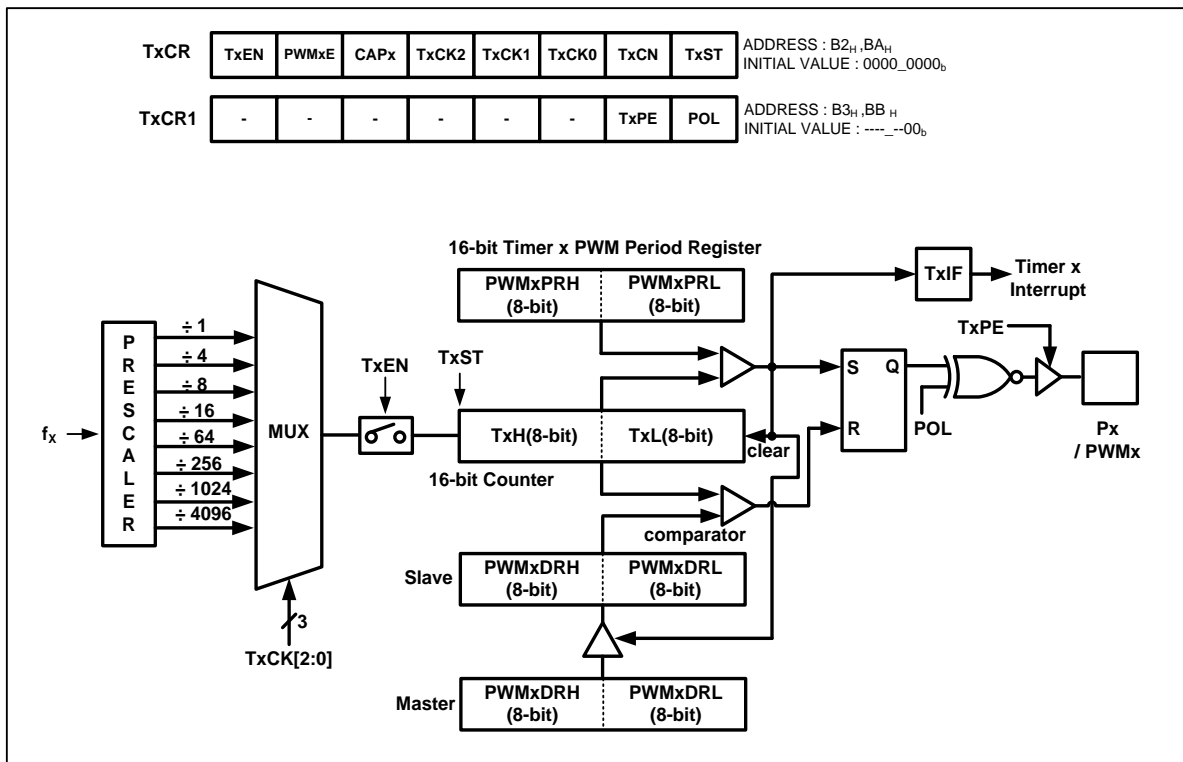 TxCR TxEN PWMxE CAPx TxCK2 TxCK1 TxCK0 TxCN TxST
ADDRESS : B2H ,BAH
INITIAL VALUE : 0000_0000b
TxCR1 - - - - - - TxPE POL
ADDRESS : B3H ,BB H
INITIAL VALUE : ----_--00b
16-bit Timer x PWM Period Register
PWMxPRH
(8-bit)
PWMxPRL
(8-bit)
TxIF
Timer x
Interrupt
PRESCALER
÷ 1
÷ 4
÷ 8
÷ 16
÷ 64
÷ 256
÷ 1024
÷ 4096
fX
MUX
3
TxCK[2:0]
TxEN
TxST
TxH(8-bit)
TxL(8-bit)
clear
16-bit Counter
comparator
S
Q
R
POL
TxPE
Px
/ PWMx
Slave
PWMxDRH
(8-bit)
PWMxDRL
(8-bit)
Master
PWMxDRH
(8-bit)
PWMxDRL
(8-bit)